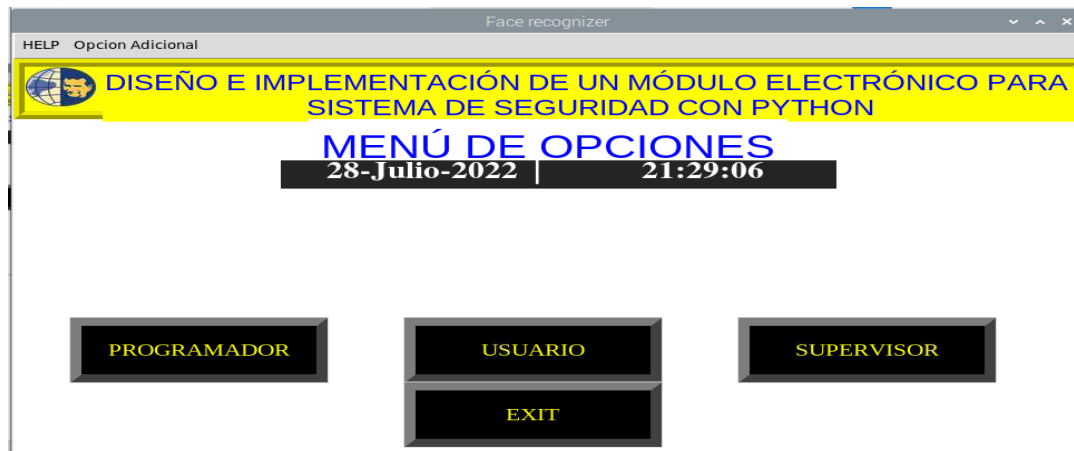 Face recognizer
HELP Opcion Adicional
DISEÑO E IMPLEMENTACIÓN DE UN MÓDULO ELECTRÓNICO PARA
SISTEMA DE SEGURIDAD CON PYTHON
MENÚ DE OPCIONES
28-Julio-2022 | 21:29:06
PROGRAMADOR
USUARIO
SUPERVISOR
EXIT